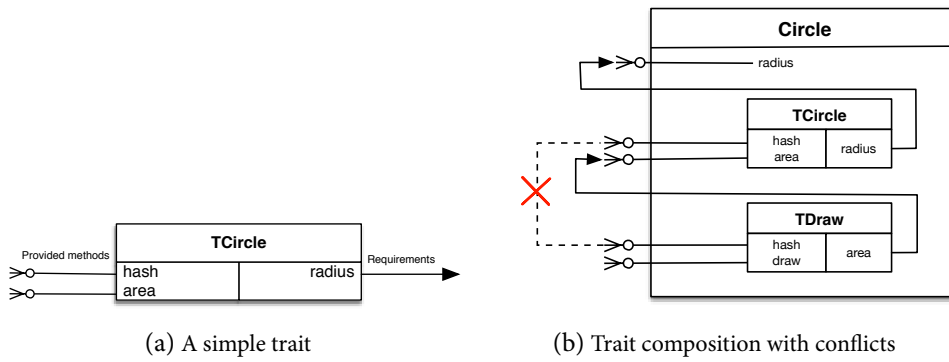 TCircle
Provided methods
hash
area
radius
Requirements
(a) A simple trait
Circle
radius
TCircle
hash
area
radius
TDraw
hash
draw
area
(b) Trait composition with conflicts